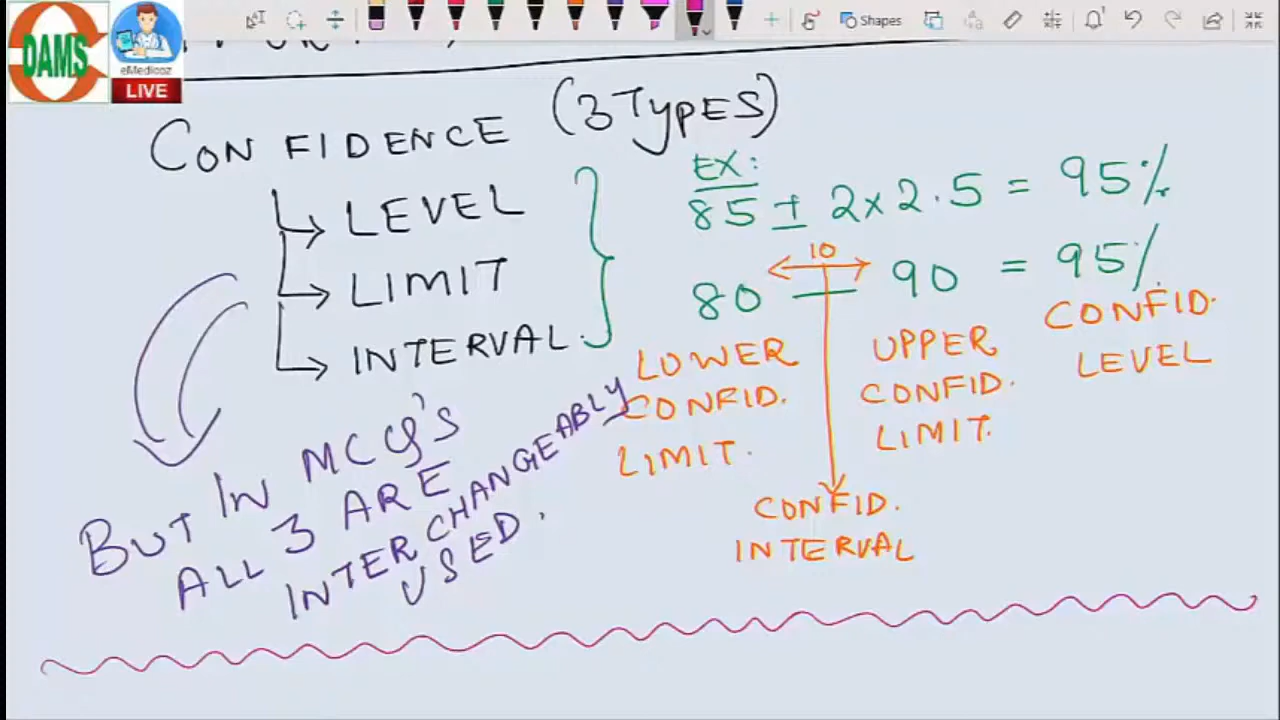 DAMS
eMedicoz
LIVE
Shapes
CONFIDENCE (3 TYPES)
LEVEL
LIMIT
INTERVAL
EX:
85 ± 2 x 2.5 = 95%
10
80 — 90 = 95%
LOWER
CONFID.
LIMIT.
UPPER
CONFID.
LIMIT.
CONFID.
LEVEL
CONFID.
INTERVAL
BUT IN MCQ'S
ALL 3 ARE
INTERCHANGEABLY
USED.